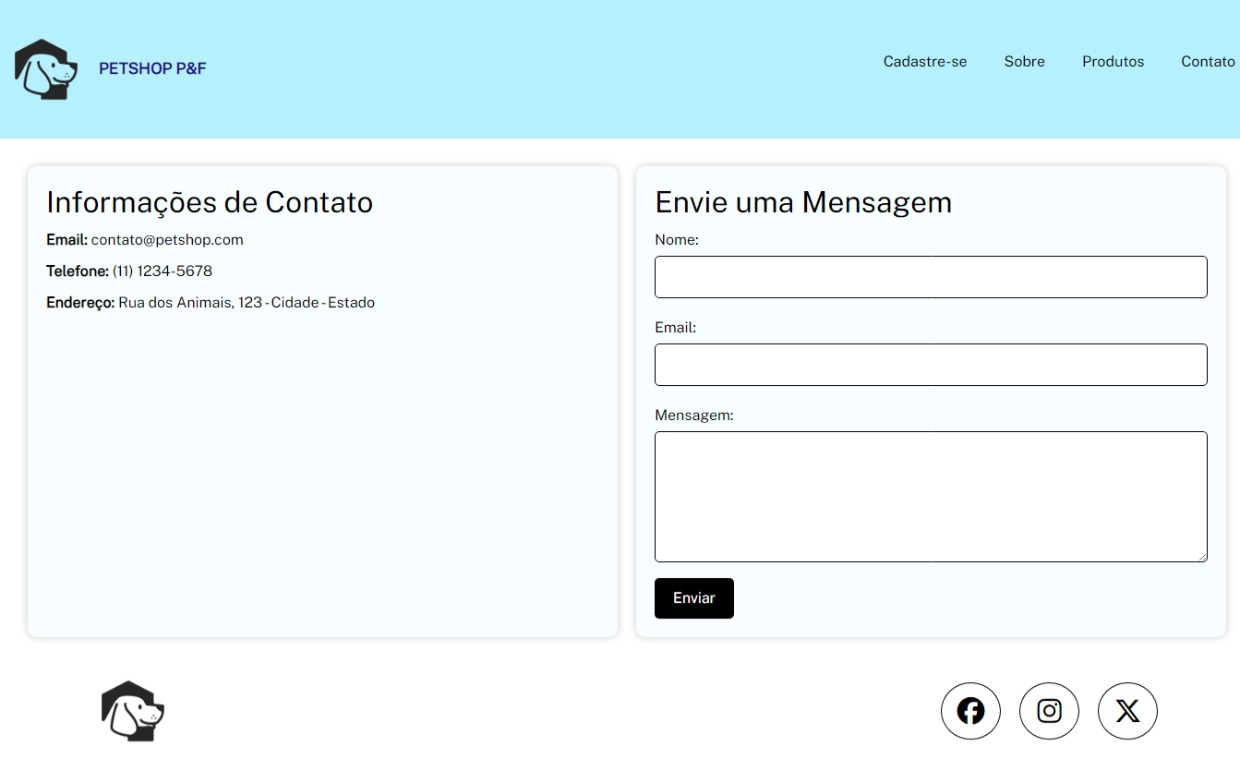 PETSHOP P&F
Cadastre-se
Sobre
Produtos
Contato
Informações de Contato
Email: contato@petshop.com
Telefone: (11) 1234-5678
Endereço: Rua dos Animais, 123 - Cidade - Estado
Envie uma Mensagem
Nome:
Email:
Mensagem:
Enviar